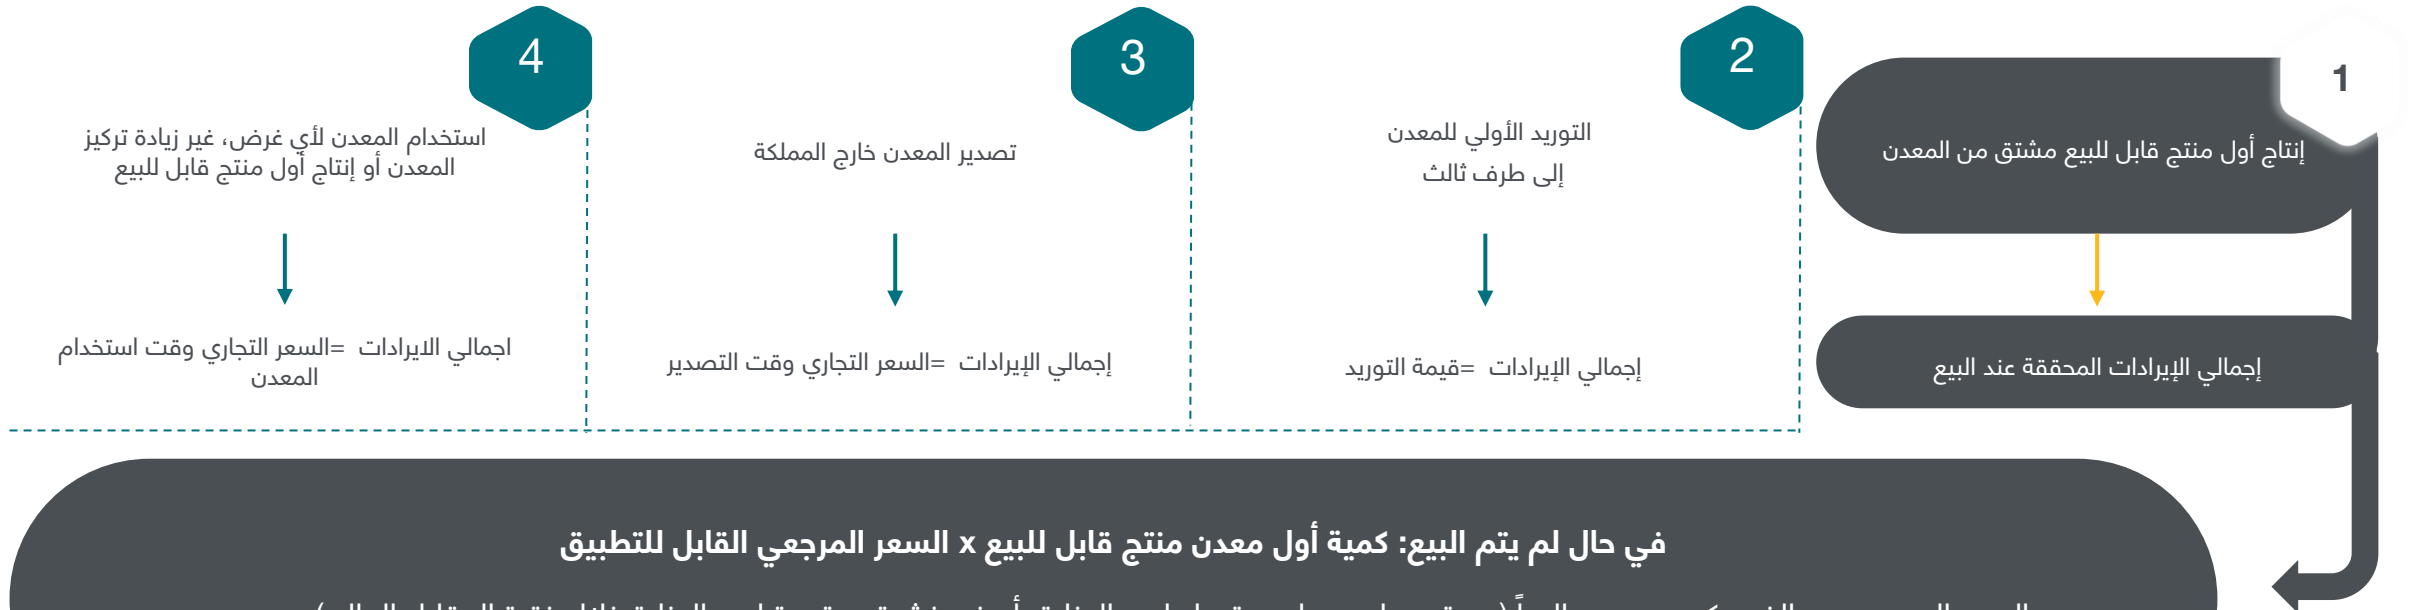 1
إنتاج أول منتج قابل للبيع مشتق من المعدن
إجمالي الإيرادات المحققة عند البيع
2
التوريد الأولي للمعدن
إلى طرف ثالث
إجمالي الإيرادات =قيمة التوريد
3
تصدير المعدن خارج المملكة
إجمالي الإيرادات =السعر التجاري وقت التصدير
4
استخدام المعدن لأي غرض، غير زيادة تركيز
المعدن أو إنتاج أول منتج قابل للبيع
اجمالي الايرادات =السعر التجاري وقت استخدام
المعدن
في حال لم يتم البيع: كمية أول معدن منتج قابل للبيع x السعر المرجعي القابل للتطبيق